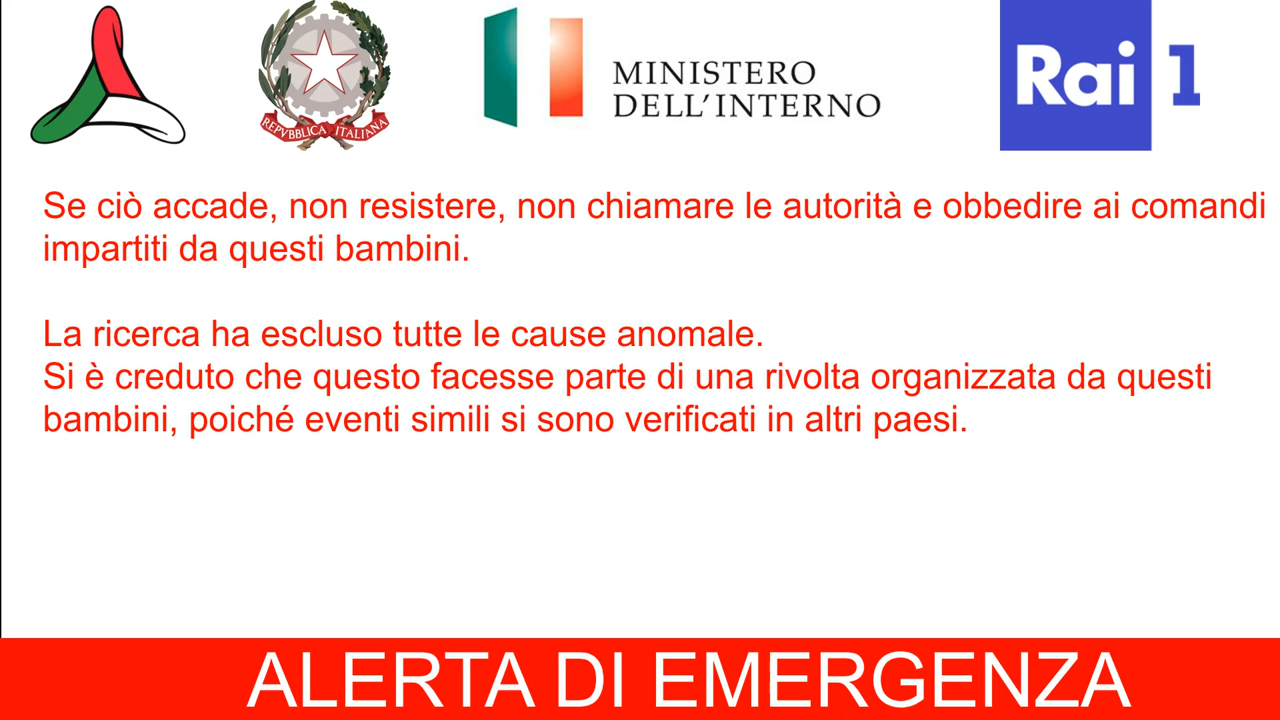 REPVBBLICA ITALIANA
MINISTERO
DELL'INTERNO
Rai 1
Se ciò accade, non resistere, non chiamare le autorità e obbedire ai comandi
impartiti da questi bambini.
La ricerca ha escluso tutte le cause anomale.
Si è creduto che questo facesse parte di una rivolta organizzata da questi
bambini, poiché eventi simili si sono verificati in altri paesi.
ALERTA DI EMERGENZA